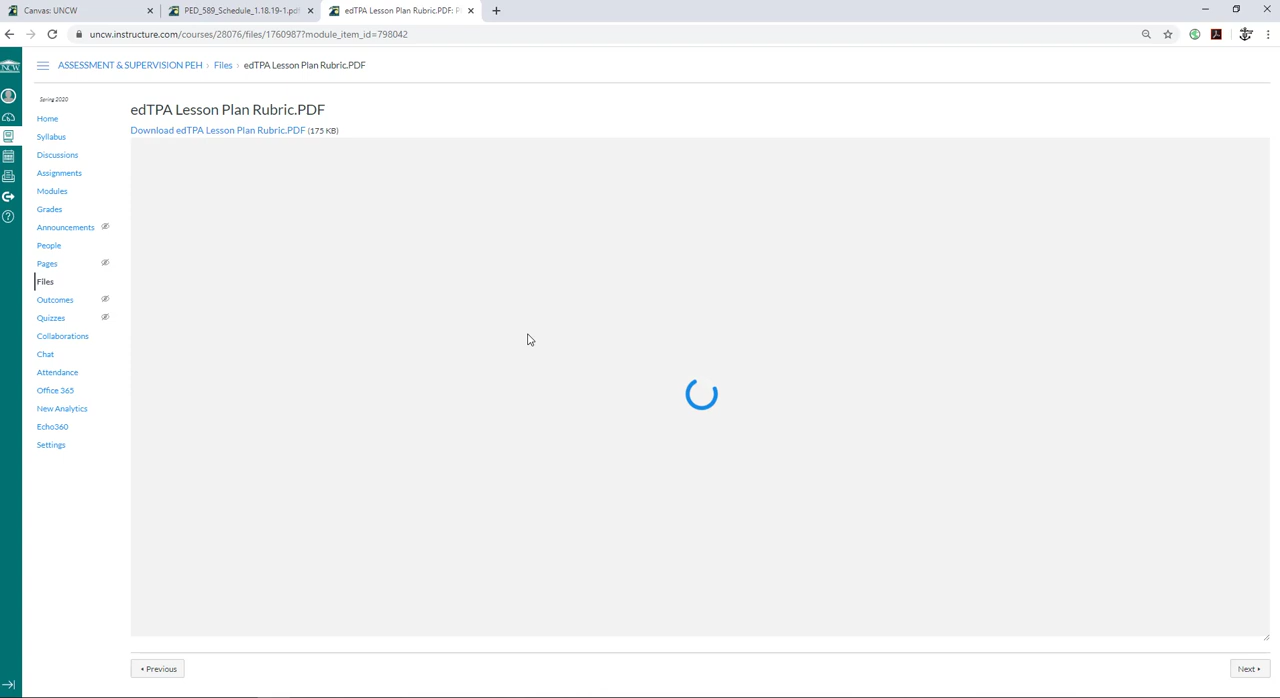 Canvas: UNCW
PED_589_Schedule_1.18.19-1.pdf
edTPA Lesson Plan Rubric.PDF: P
uncw.instructure.com/courses/28076/files/1760987?module_item_id=798042
UNCW
ASSESSMENT & SUPERVISION PEH › Files › edTPA Lesson Plan Rubric.PDF
Spring 2020
edTPA Lesson Plan Rubric.PDF
Download edTPA Lesson Plan Rubric.PDF (175 KB)
Home
Syllabus
Discussions
Assignments
Modules
Grades
Announcements
People
Pages
Files
Outcomes
Quizzes
Collaborations
Chat
Attendance
Office 365
New Analytics
Echo360
Settings
◂ Previous
Next ▸